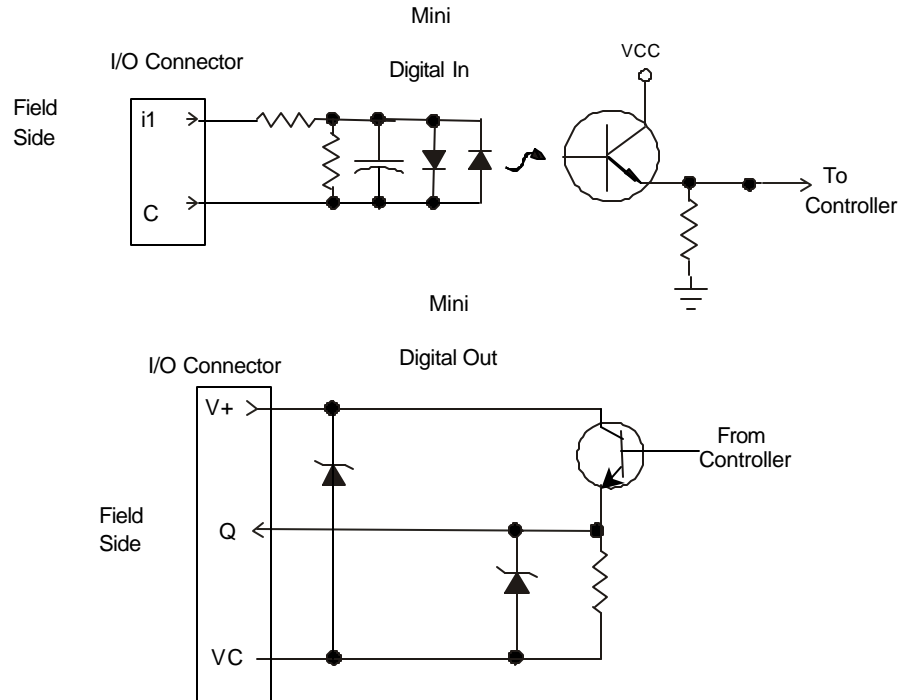 Mini
Digital In
I/O Connector
VCC
Field
Side
i1
C
To
Controller
Mini
Digital Out
I/O Connector
V+
From
Controller
Field
Side
Q
VC